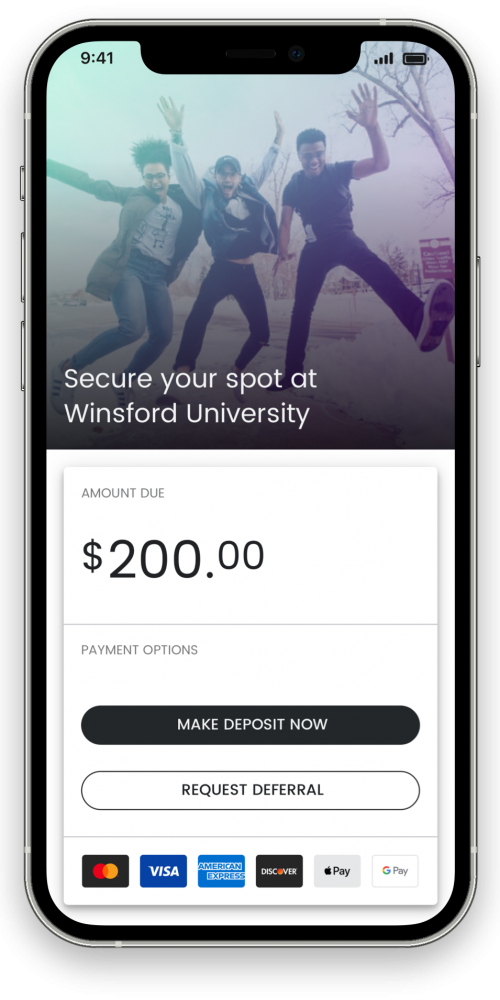 9:41
Secure your spot at
Winsford University
AMOUNT DUE
$200.00
PAYMENT OPTIONS
MAKE DEPOSIT NOW
REQUEST DEFERRAL
VISA
AMERICAN
EXPRESS
DISCOVER
Pay
G Pay